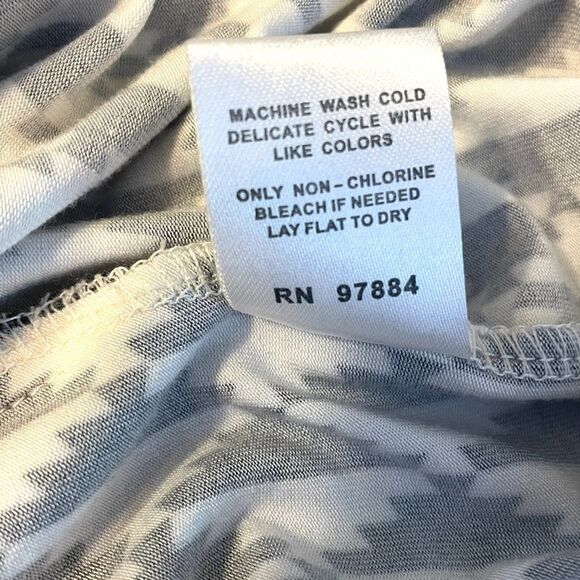 MACHINE WASH COLD
DELICATE CYCLE WITH
LIKE COLORS
ONLY NON-CHLORINE
BLEACH IF NEEDED
LAY FLAT TO DRY
RN 97884